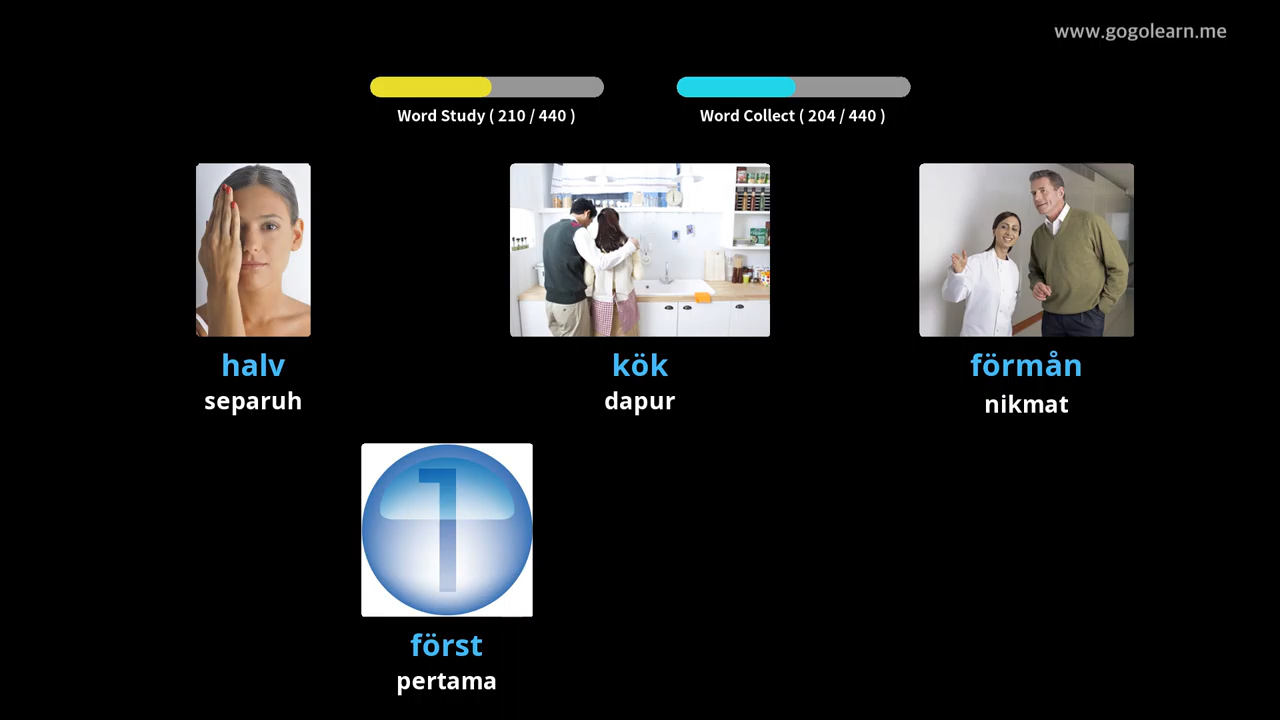 www.gogolearn.me
Word Study ( 210 / 440 )
Word Collect ( 204 / 440 )
halv
separuh
kök
dapur
förmån
nikmat
1
först
pertama